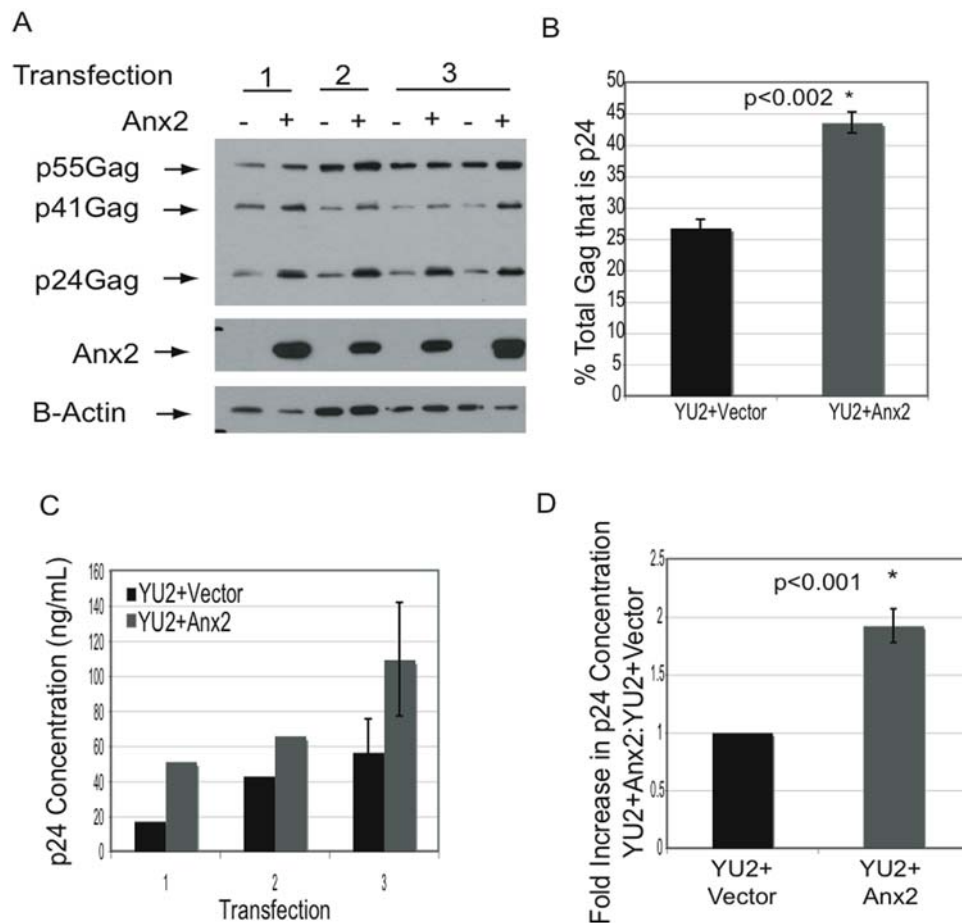 A
Transfection 1 2 3
Anx2 - + - + - + - +
p55Gag
p41Gag
p24Gag
Anx2
B-Actin
B
% Total Gag that is p24
50
45
40
35
30
25
20
15
10
5
0
p<0.002 *
YU2+Vector YU2+Anx2
C
p24 Concentration (ng/mL)
160
140
120
100
80
60
40
20
0
YU2+Vector
YU2+Anx2
1 2 3
Transfection
D
Fold Increase in p24 Concentration
YU2+Anx2:YU2+Vector
2.5
2
1.5
1
0.5
0
p<0.001 *
YU2+ YU2+
Vector Anx2